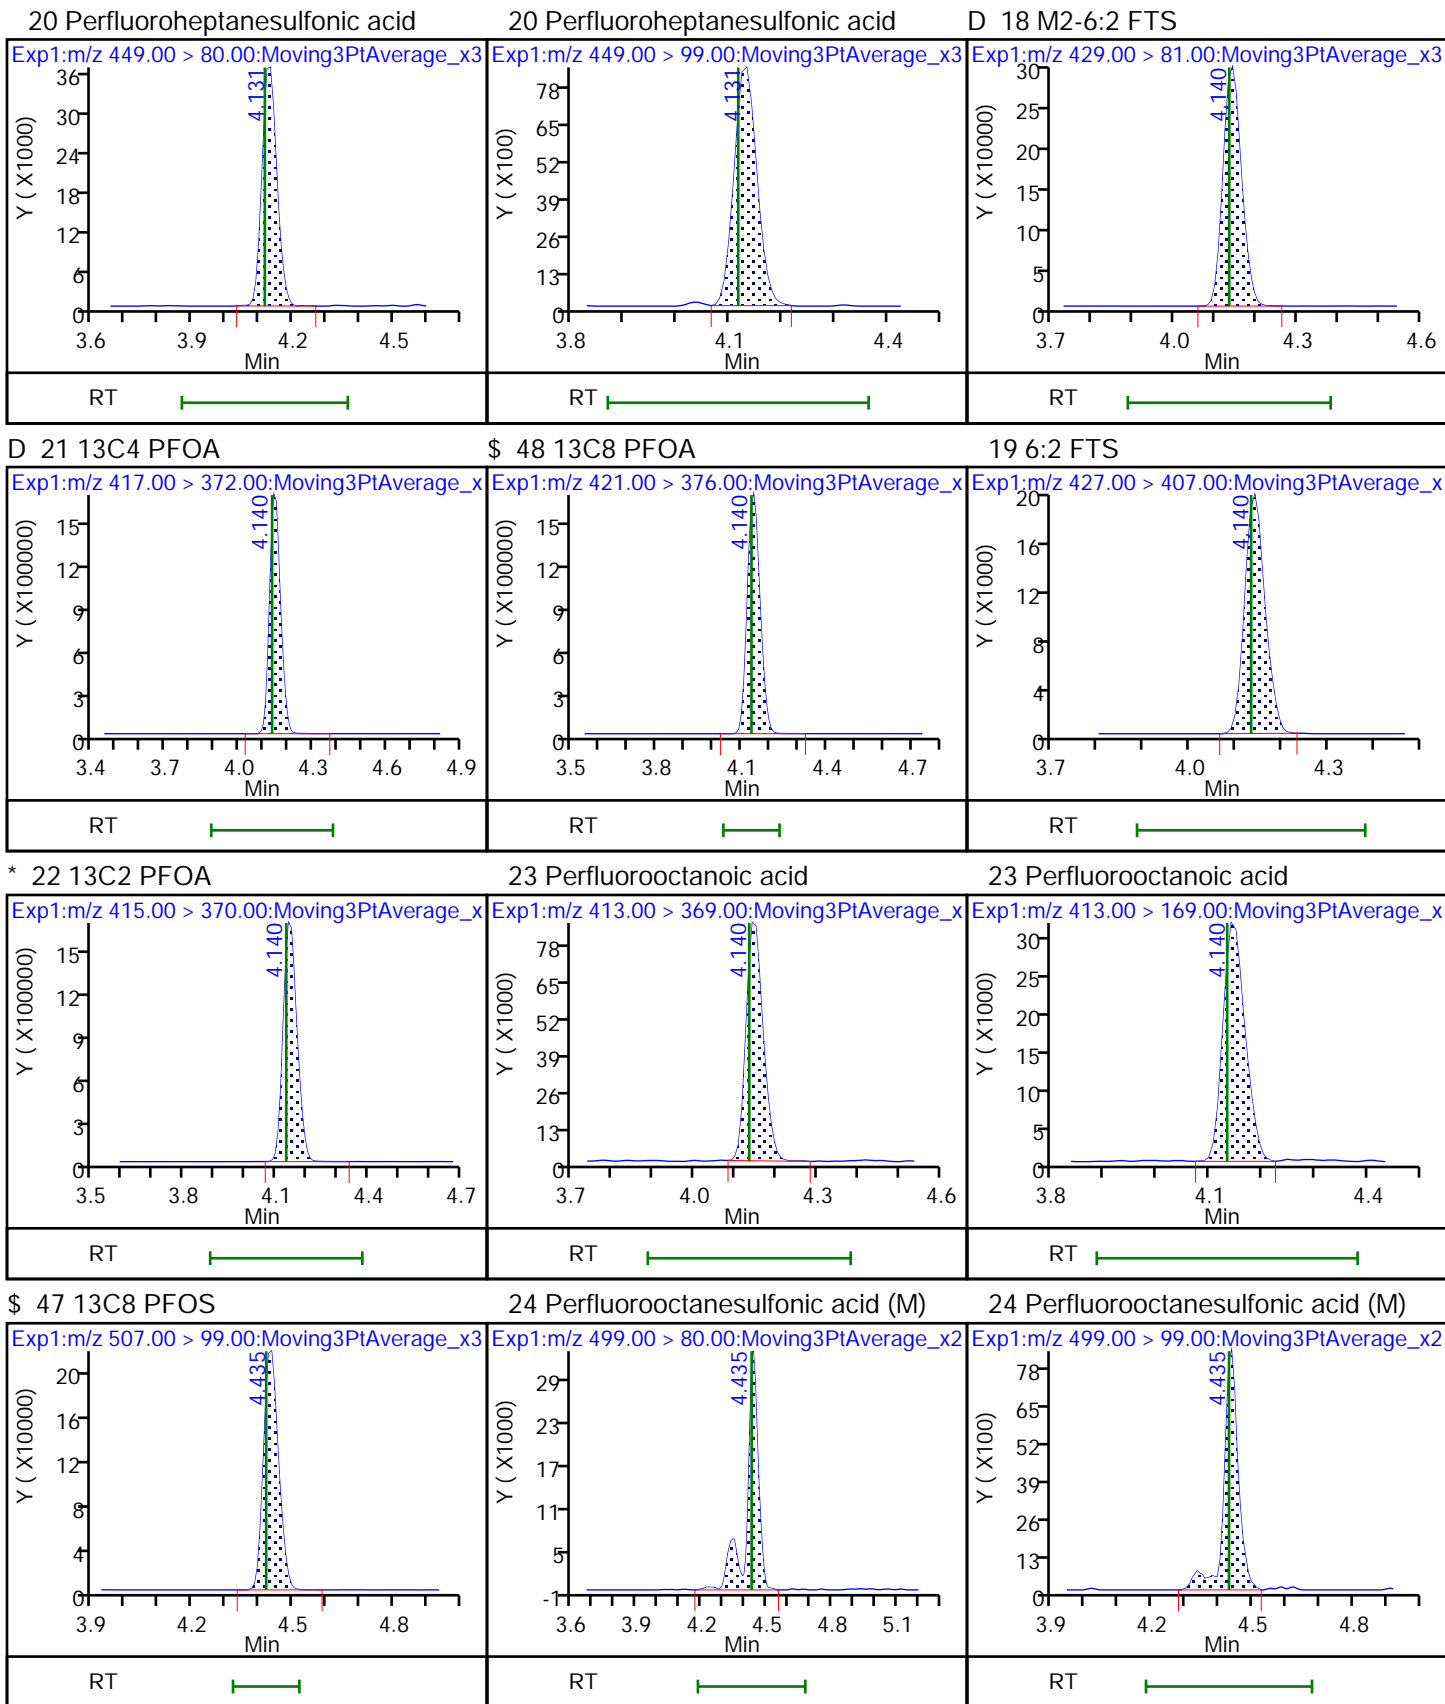 20 Perfluoroheptanesulfonic acid
Exp1:m/z 449.00 > 80.00:Moving3PtAverage_x3
4.131
Y ( X1000)
36
30
24
18
12
6
0
3.6 3.9 4.2 4.5
Min
RT
20 Perfluoroheptanesulfonic acid
Exp1:m/z 449.00 > 99.00:Moving3PtAverage_x3
4.131
Y ( X100)
78
65
52
39
26
13
0
3.8 4.1 4.4
Min
RT
D 18 M2-6:2 FTS
Exp1:m/z 429.00 > 81.00:Moving3PtAverage_x3
4.140
Y ( X10000)
30
25
20
15
10
5
0
3.7 4.0 4.3 4.6
Min
RT
D 21 13C4 PFOA
Exp1:m/z 417.00 > 372.00:Moving3PtAverage_x
4.140
Y ( X100000)
15
12
9
6
3
0
3.4 3.7 4.0 4.3 4.6 4.9
Min
RT
$ 48 13C8 PFOA
Exp1:m/z 421.00 > 376.00:Moving3PtAverage_x
4.140
Y ( X100000)
15
12
9
6
3
0
3.5 3.8 4.1 4.4 4.7
Min
RT
19 6:2 FTS
Exp1:m/z 427.00 > 407.00:Moving3PtAverage_x
4.140
Y ( X1000)
20
16
12
8
4
0
3.7 4.0 4.3
Min
RT
* 22 13C2 PFOA
Exp1:m/z 415.00 > 370.00:Moving3PtAverage_x
4.140
Y ( X100000)
15
12
9
6
3
0
3.5 3.8 4.1 4.4 4.7
Min
RT
23 Perfluorooctanoic acid
Exp1:m/z 413.00 > 369.00:Moving3PtAverage_x
4.140
Y ( X1000)
78
65
52
39
26
13
0
3.7 4.0 4.3 4.6
Min
RT
23 Perfluorooctanoic acid
Exp1:m/z 413.00 > 169.00:Moving3PtAverage_x
4.140
Y ( X1000)
30
25
20
15
10
5
0
3.8 4.1 4.4
Min
RT
$ 47 13C8 PFOS
Exp1:m/z 507.00 > 99.00:Moving3PtAverage_x3
4.435
Y ( X10000)
20
16
12
8
4
0
3.9 4.2 4.5 4.8
Min
RT
24 Perfluorooctanesulfonic acid (M)
Exp1:m/z 499.00 > 80.00:Moving3PtAverage_x2
4.435
Y ( X1000)
29
23
17
11
5
-1
3.6 3.9 4.2 4.5 4.8 5.1
Min
RT
24 Perfluorooctanesulfonic acid (M)
Exp1:m/z 499.00 > 99.00:Moving3PtAverage_x2
4.435
Y ( X100)
78
65
52
39
26
13
0
3.9 4.2 4.5 4.8
Min
RT